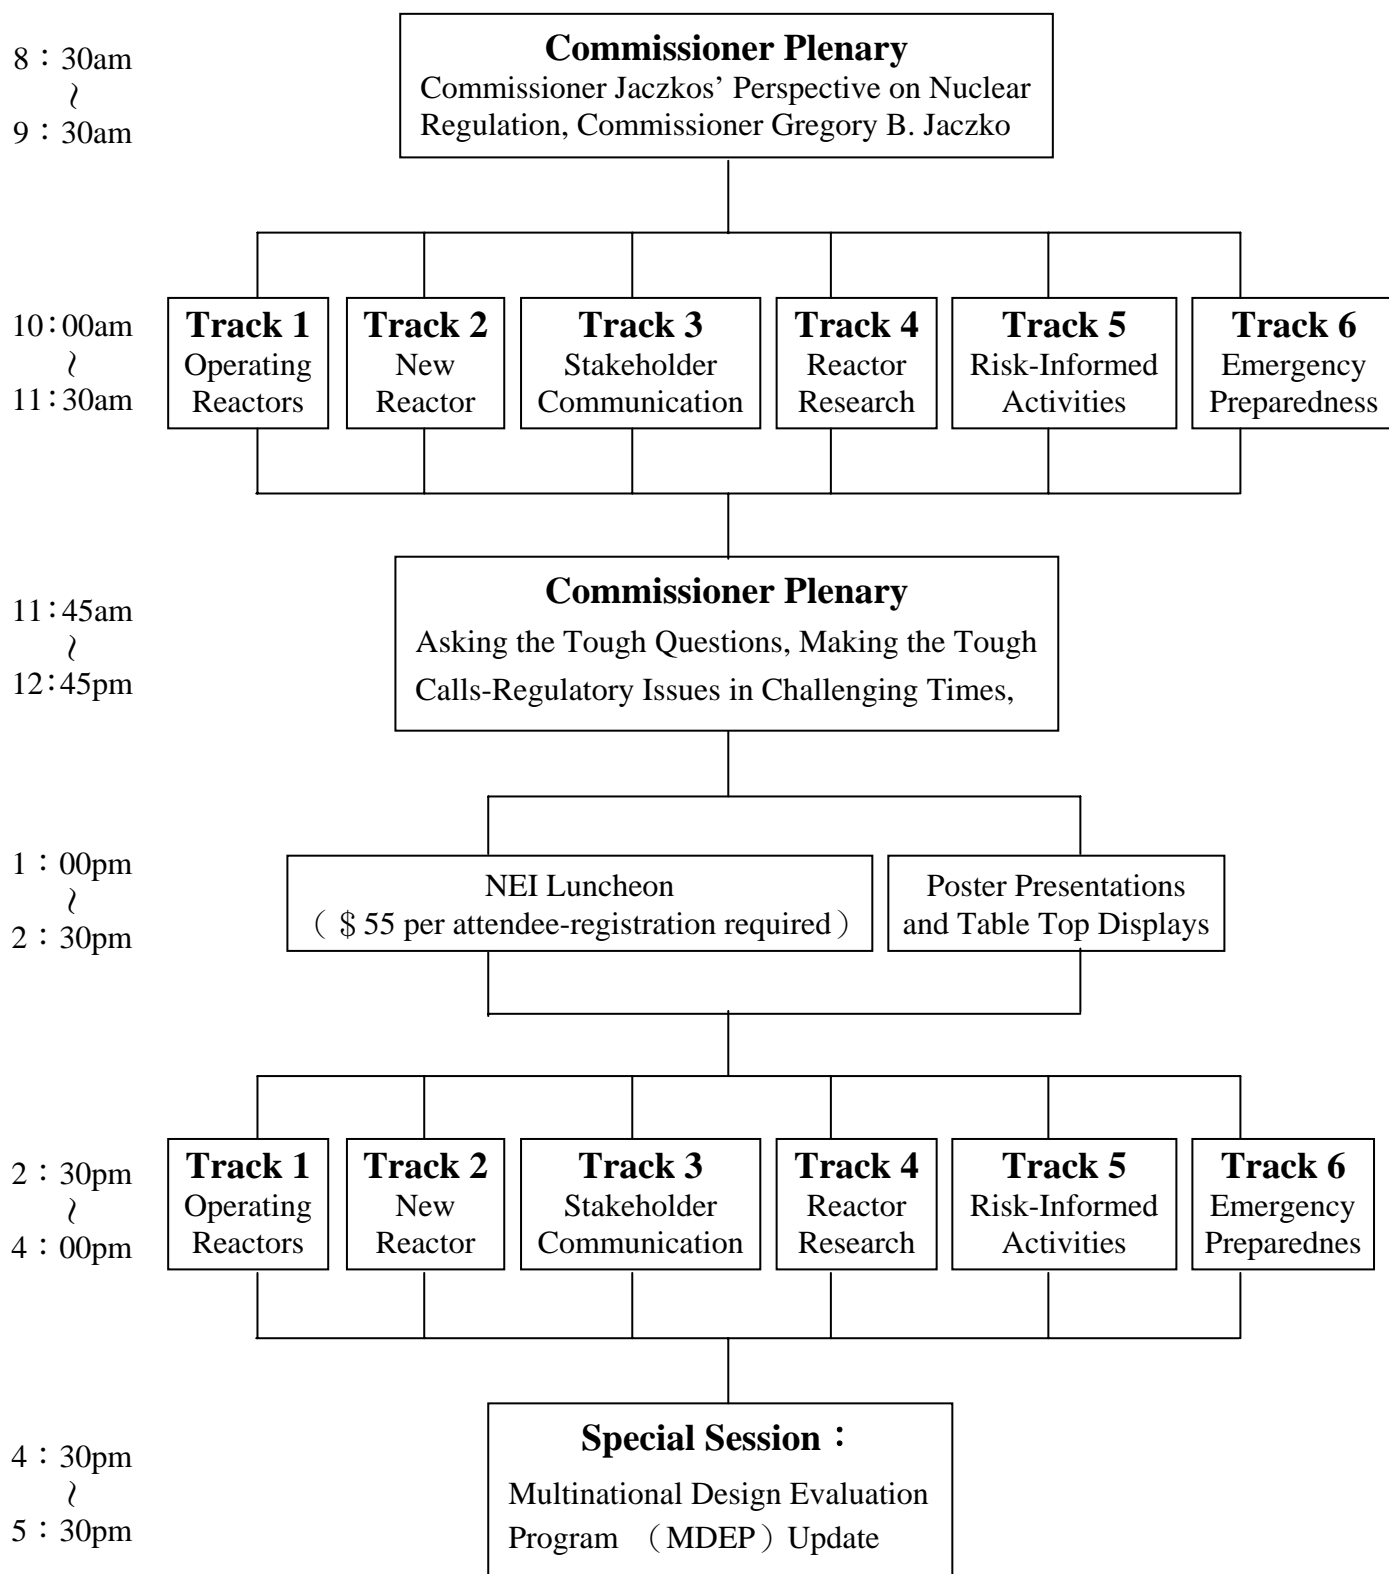 8：30am
～
9：30am
Commissioner Plenary
Commissioner Jaczkos’ Perspective on Nuclear
Regulation, Commissioner Gregory B. Jaczko
10：00am
～
11：30am
Track 1
Operating
Reactors
Track 2
New
Reactor
Track 3
Stakeholder
Communication
Track 4
Reactor
Research
Track 5
Risk-Informed
Activities
Track 6
Emergency
Preparedness
11：45am
～
12：45pm
Commissioner Plenary
Asking the Tough Questions, Making the Tough
Calls-Regulatory Issues in Challenging Times,
1：00pm
～
2：30pm
NEI Luncheon
（＄55 per attendee-registration required）
Poster Presentations
and Table Top Displays
2：30pm
～
4：00pm
Track 1
Operating
Reactors
Track 2
New
Reactor
Track 3
Stakeholder
Communication
Track 4
Reactor
Research
Track 5
Risk-Informed
Activities
Track 6
Emergency
Preparednes
4：30pm
～
5：30pm
Special Session：
Multinational Design Evaluation
Program （MDEP）Update